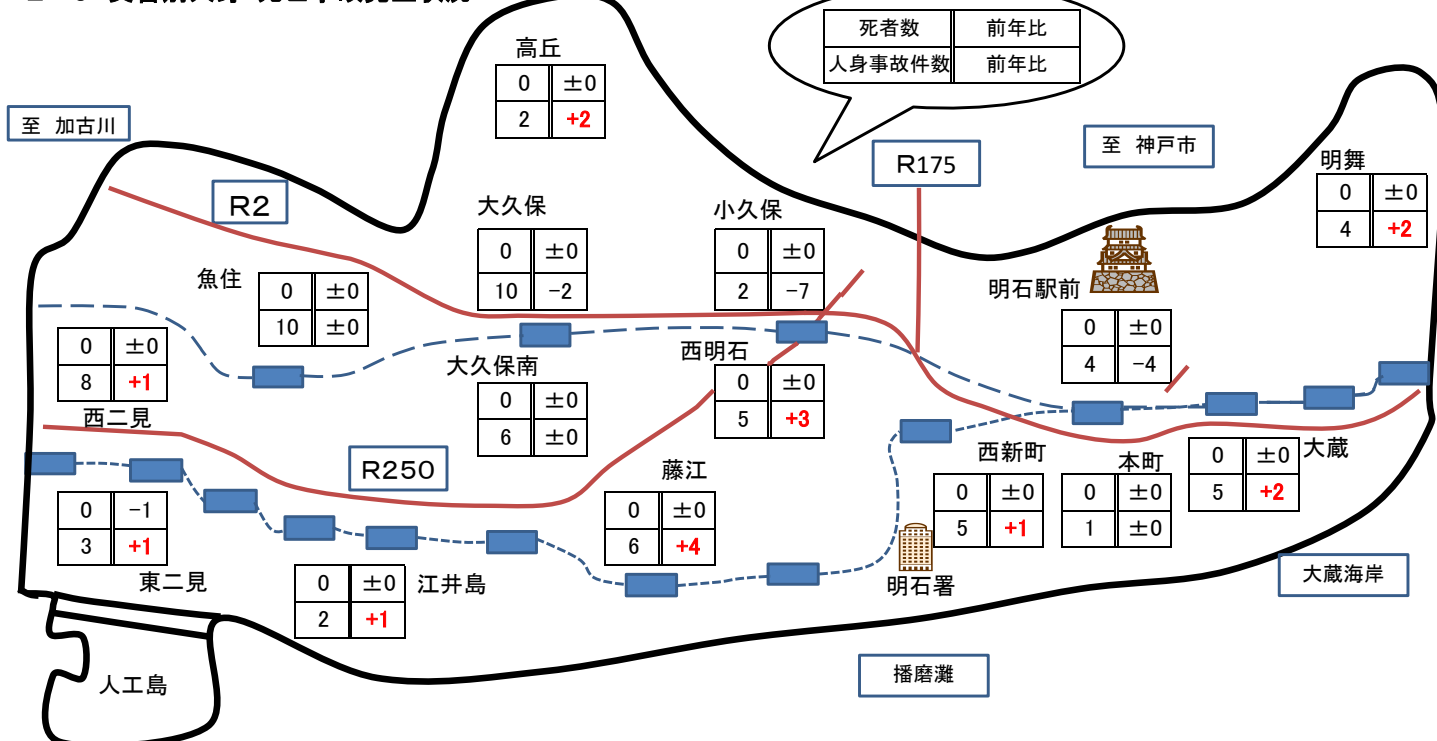 死者数 前年比
人身事故件数 前年比
高丘
0 ±0
2 +2
至 加古川
R175
至 神戸市
明舞
0 ±0
4 +2
R2
大久保
0 ±0
10 -2
小久保
0 ±0
2 -7
魚住
0 ±0
10 ±0
明石駅前
0 ±0
4 -4
0 ±0
8 +1
西二見
大久保南
0 ±0
6 ±0
西明石
0 ±0
5 +3
R250
藤江
0 ±0
6 +4
西新町
0 ±0
5 +1
本町
0 ±0
1 ±0
大蔵
0 ±0
5 +2
0 -1
3 +1
東二見
0 ±0
2 +1
江井島
明石署
大蔵海岸
播磨灘
人工島